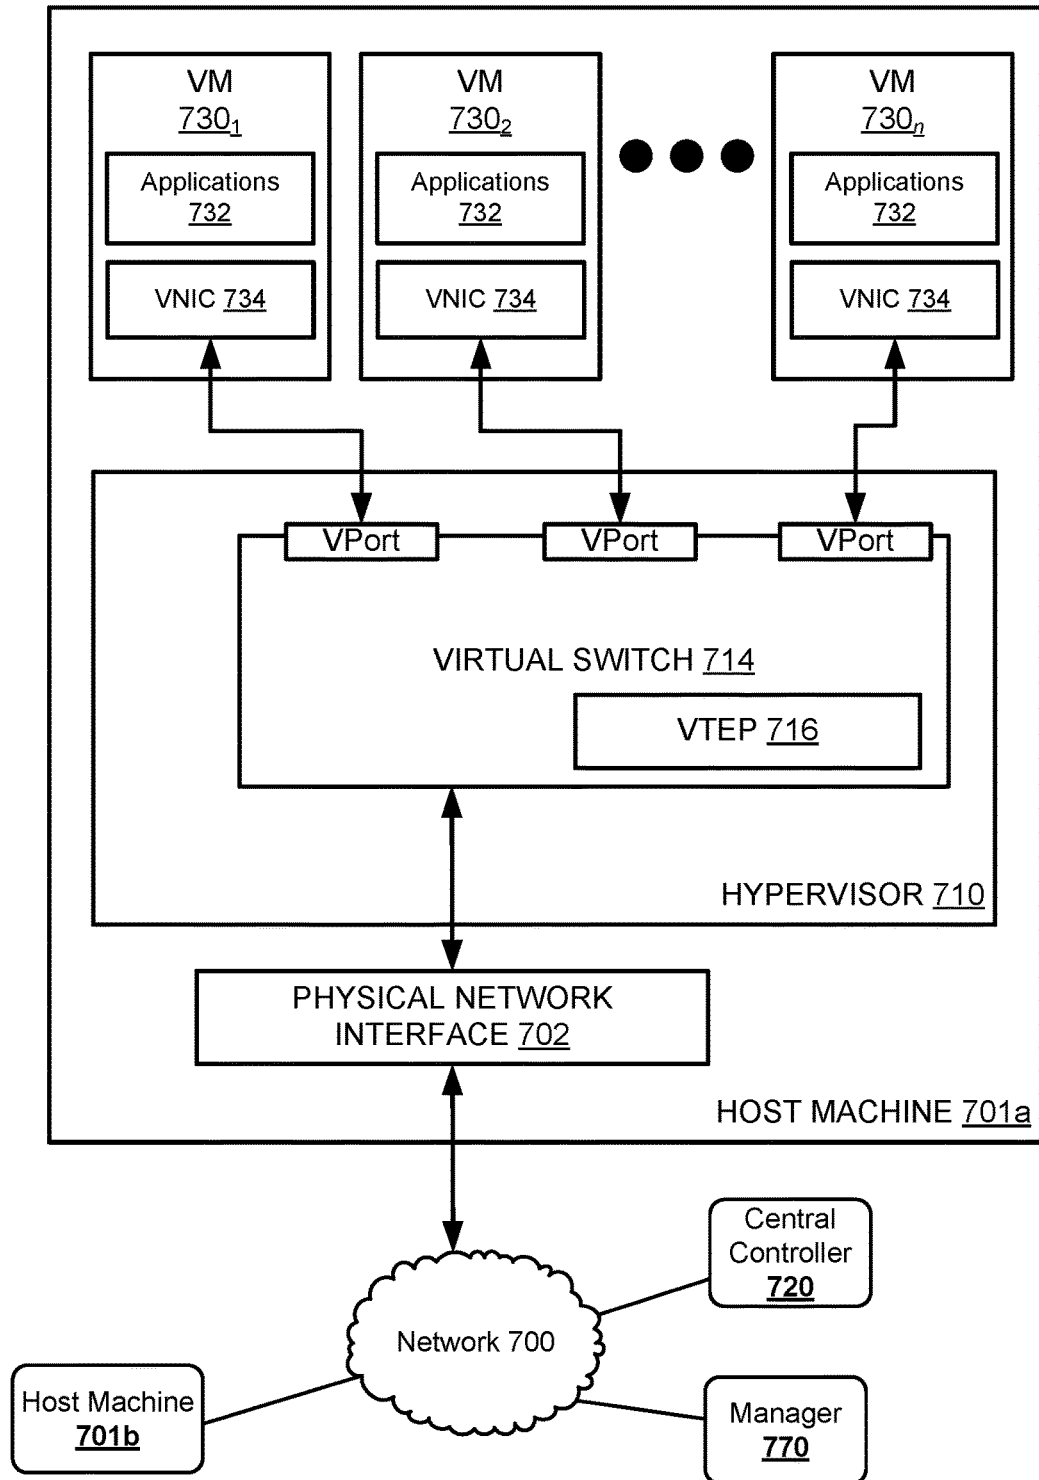 VM
730₁
Applications
732
VNIC 734
VM
730₂
Applications
732
VNIC 734
VM
730ₙ
Applications
732
VNIC 734
VPort
VPort
VPort
VIRTUAL SWITCH 714
VTEP 716
HYPERVISOR 710
PHYSICAL NETWORK
INTERFACE 702
HOST MACHINE 701a
Central
Controller
720
Network 700
Host Machine
701b
Manager
770